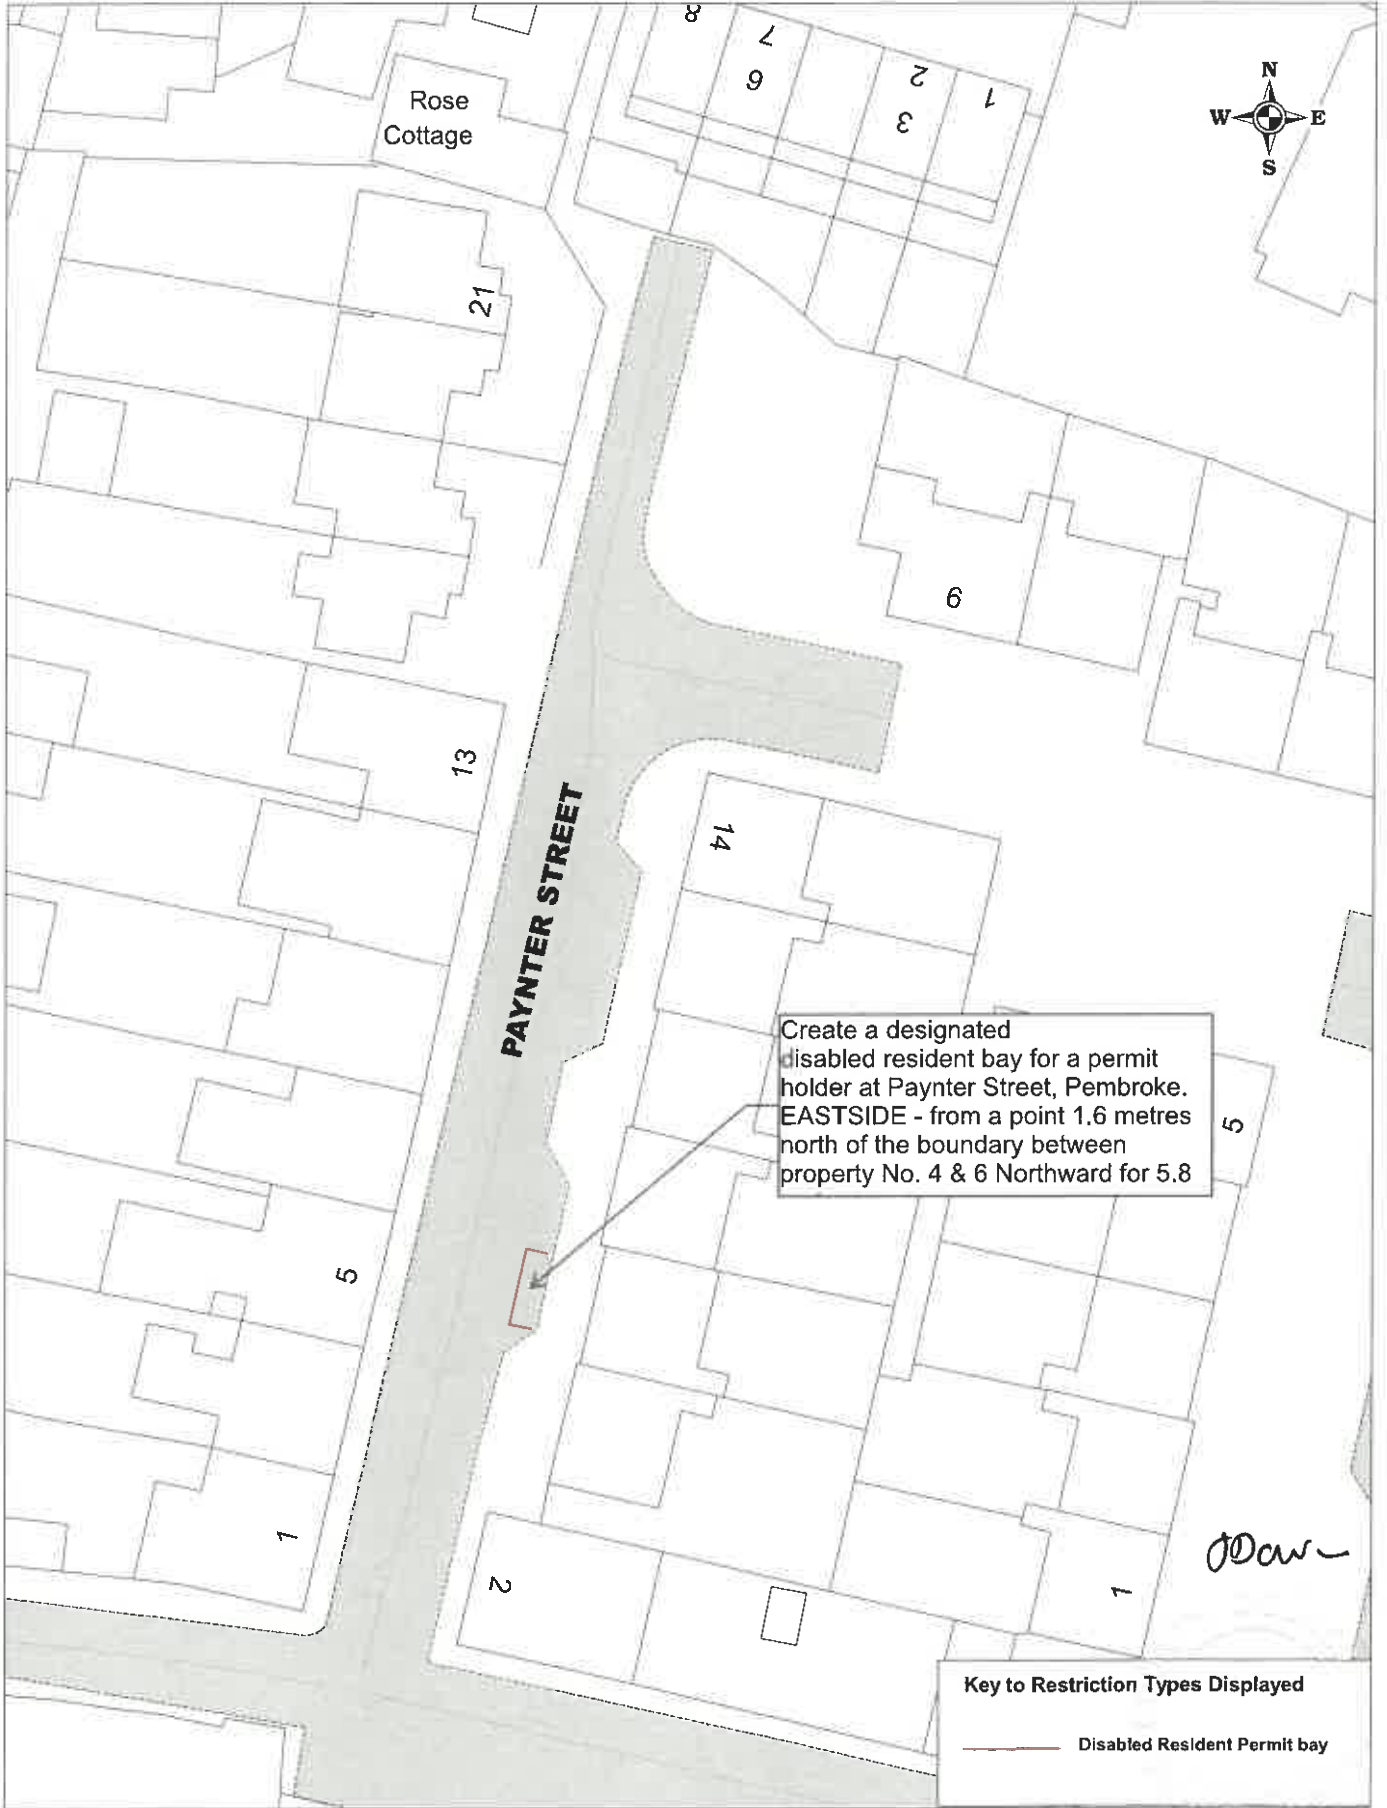 8
7
6
2
3
1
N
W E
S
Rose
Cottage
21
9
13
PAYNTER STREET
14
Create a designated
disabled resident bay for a permit
holder at Paynter Street, Pembroke.
EASTSIDE - from a point 1.6 metres
north of the boundary between
property No. 4 & 6 Northward for 5.8
5
5
1
2
1
Key to Restriction Types Displayed
Disabled Resident Permit bay